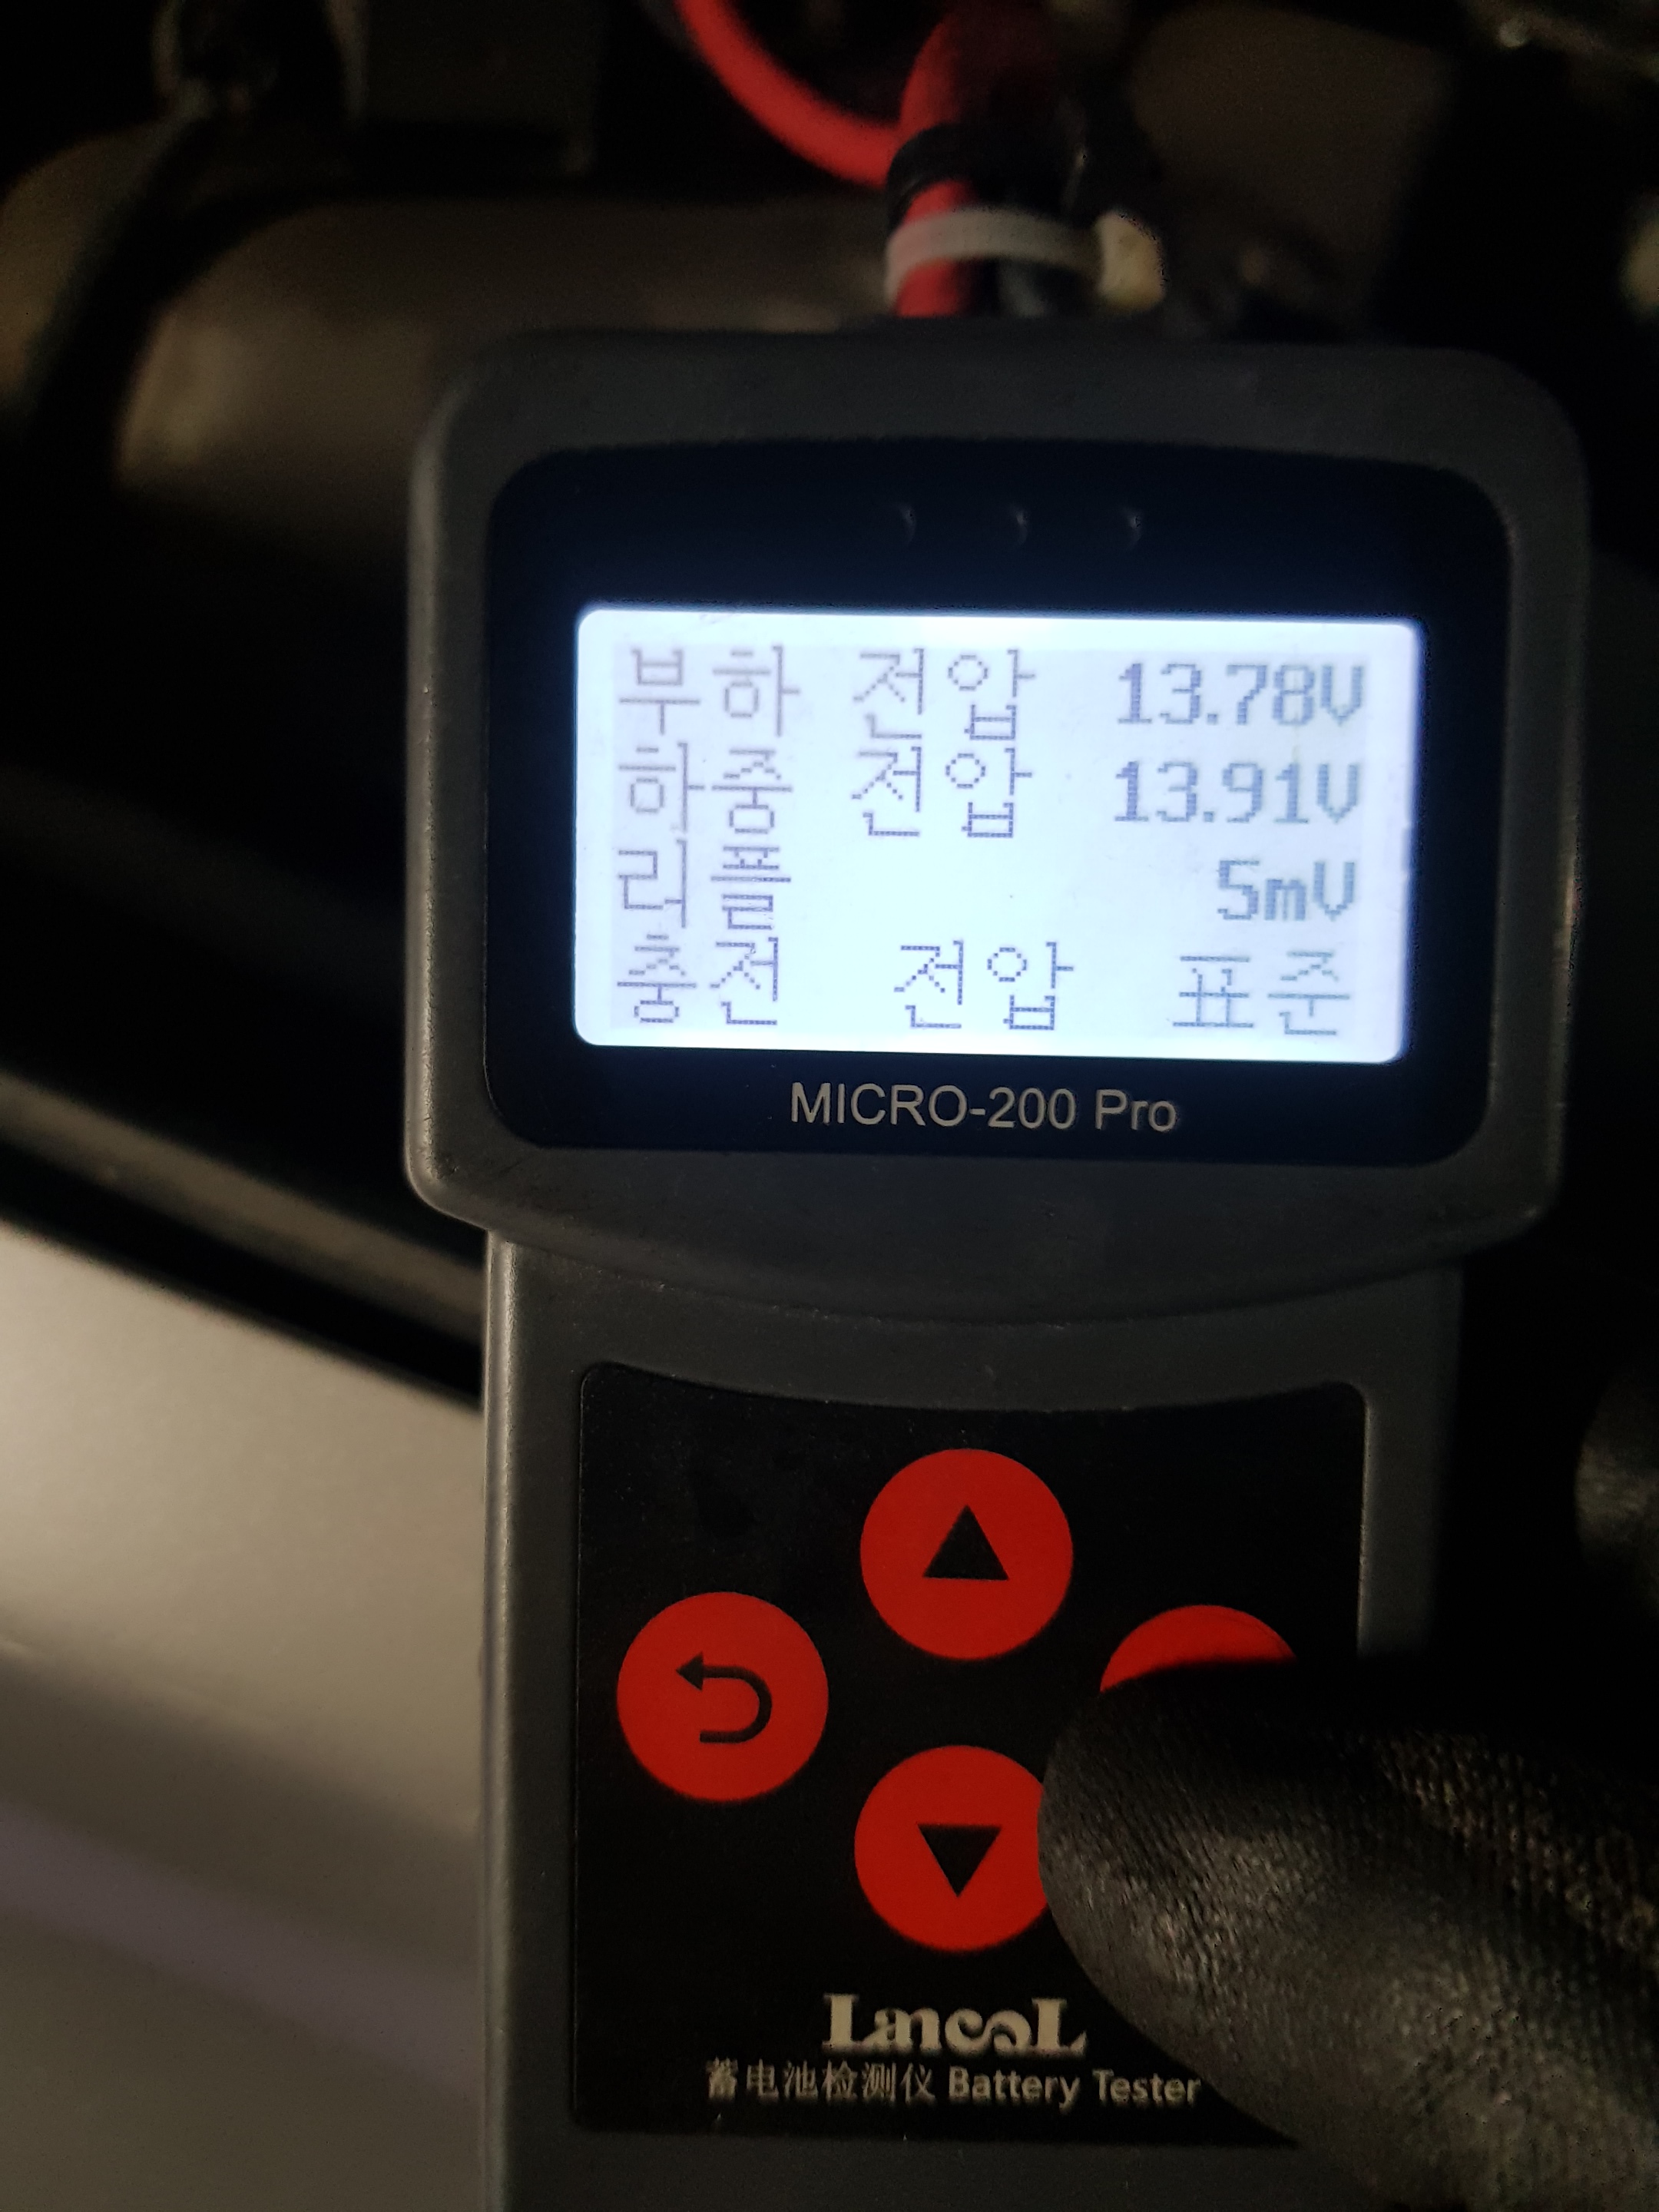 부하 전압 13.78V
하중 전압 13.91V
리플 5mV
충전 전압 표준
MICRO-200 Pro
LancoL
蓄电池检测仪 Battery Tester